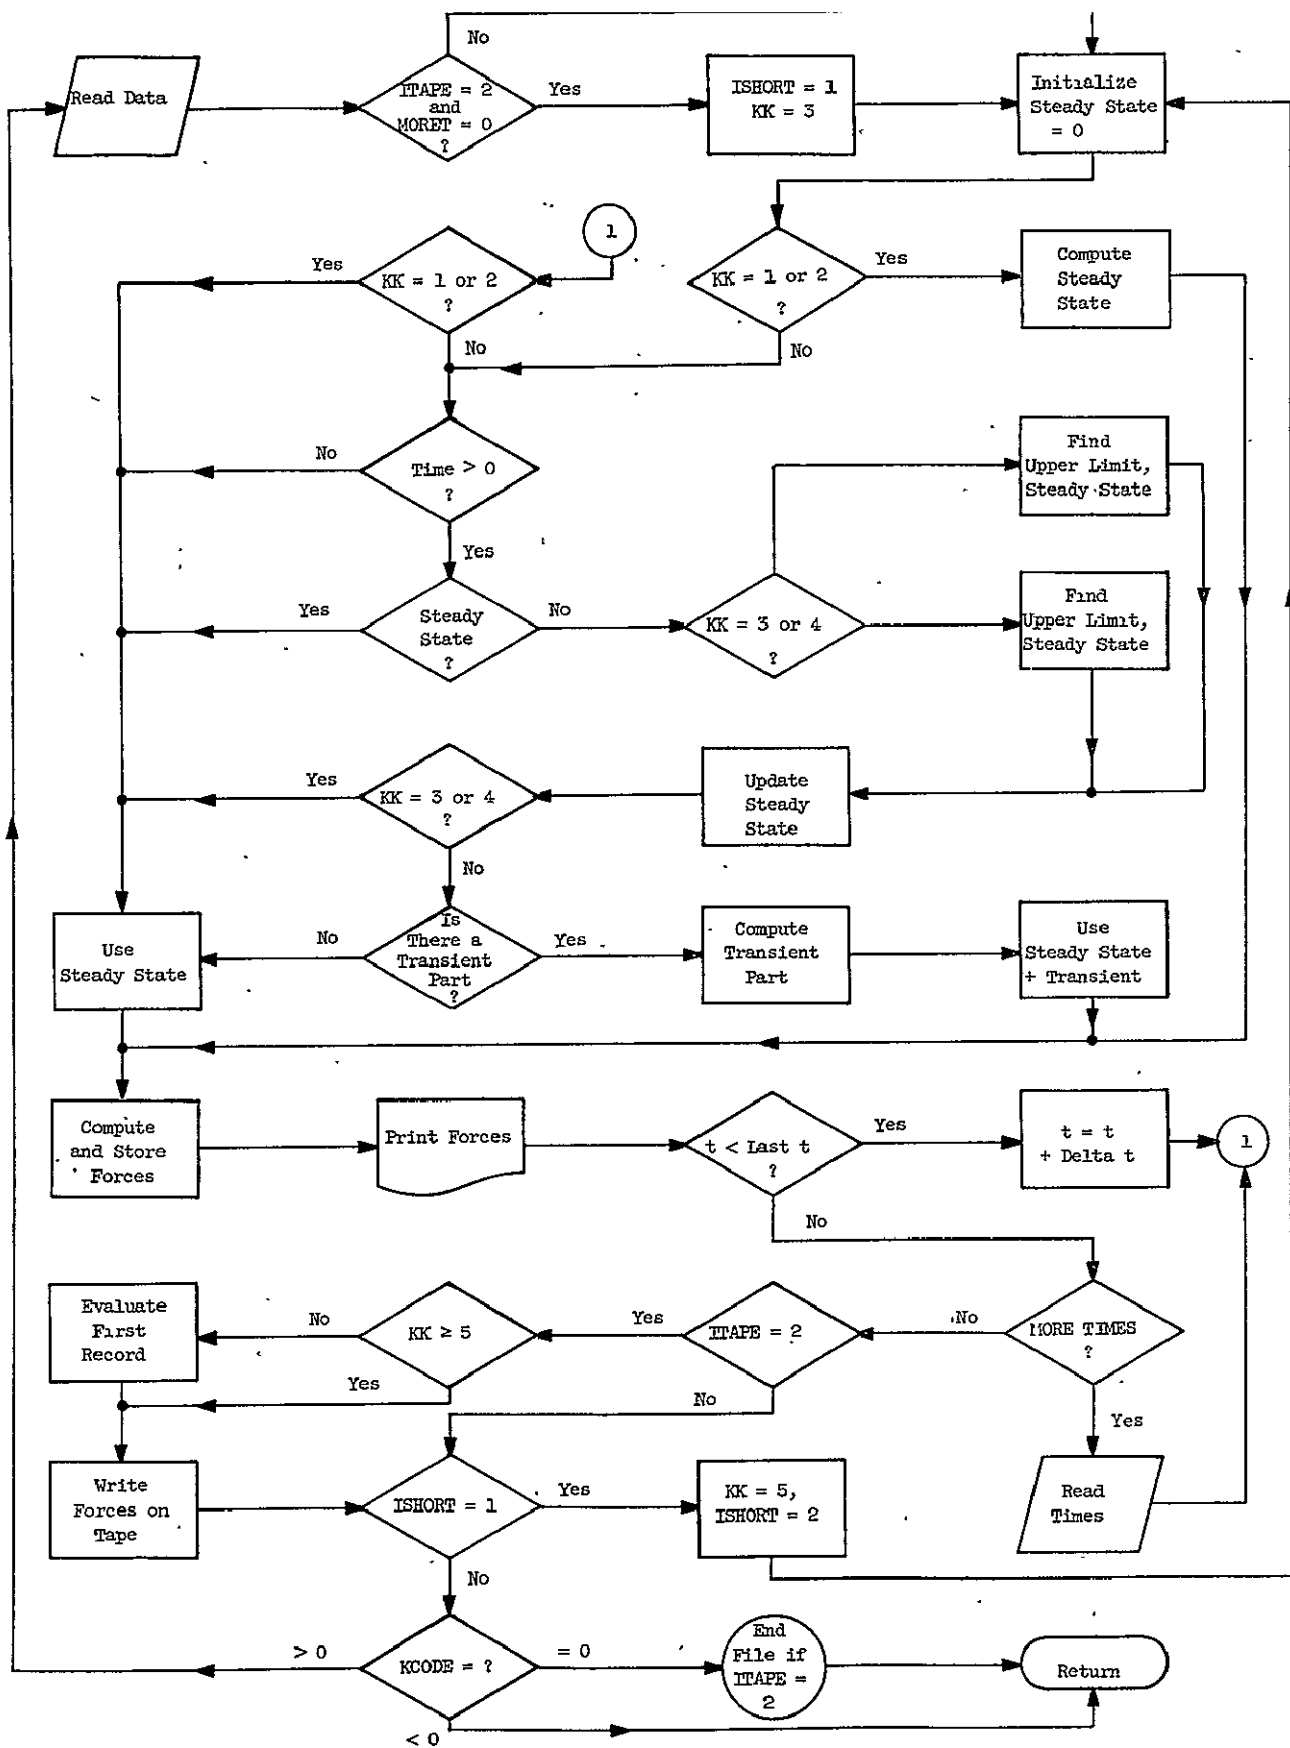 No
Read Data
ITAPE = 2
and
MORET = 0
?
Yes
ISHORT = 1
KK = 3
Initialize
Steady State
= 0
1
Yes
KK = 1 or 2
?
No
KK = 1 or 2
?
Yes
No
Compute
Steady
State
No
Time > 0
?
Yes
Find
Upper Limit,
Steady State
Yes
Steady
State
?
No
KK = 3 or 4
?
Find
Upper Limit,
Steady State
Yes
KK = 3 or 4
?
No
Update
Steady
State
Use
Steady State
No
Is
There a
Transient
Part
?
Yes
Compute
Transient
Part
Use
Steady State
+ Transient
Compute
and Store
Forces
Print Forces
t < Last t
?
Yes
No
t = t
+ Delta t
1
Evaluate
First
Record
No
KK ≥ 5
Yes
Yes
ITAPE = 2
No
No
MORE TIMES
?
Yes
Write
Forces on
Tape
ISHORT = 1
Yes
No
KK = 5,
ISHORT = 2
Read
Times
> 0
KCODE = ?
= 0
< 0
End
File if
ITAPE =
2
Return